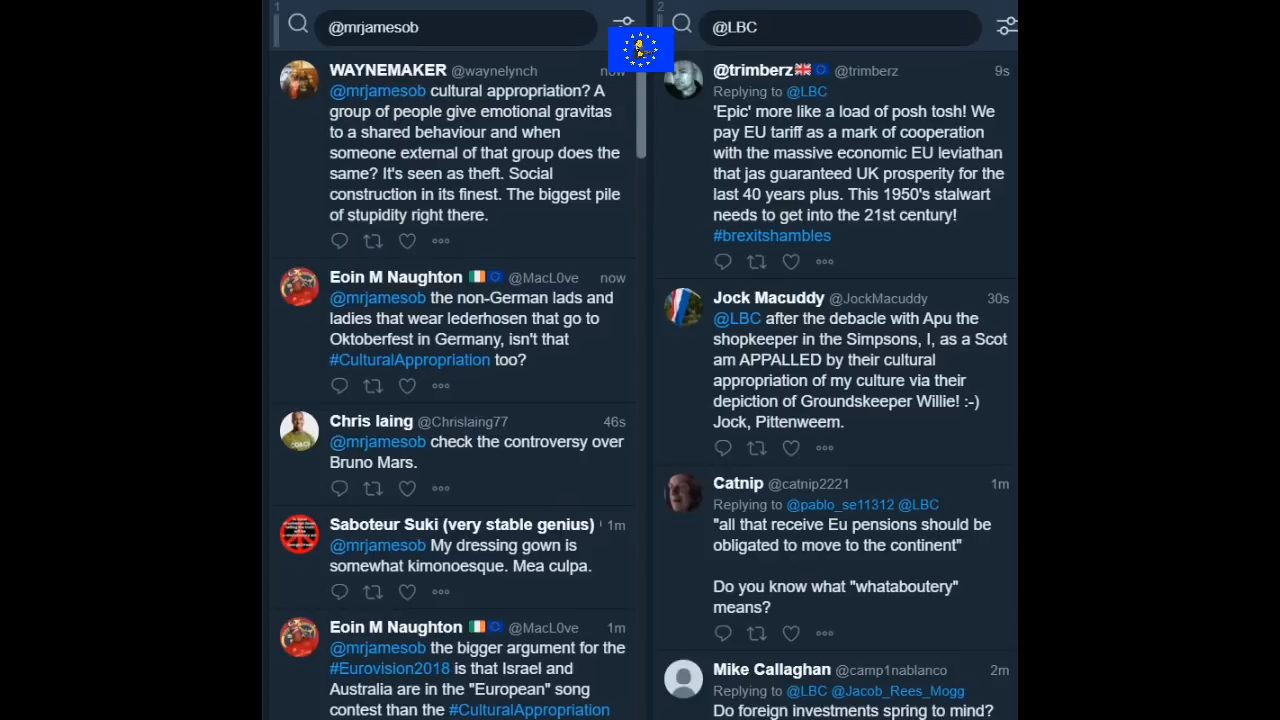 1
@mrjamesob
WAYNEMAKER @waynelynch now
@mrjamesob cultural appropriation? A
group of people give emotional gravitas
to a shared behaviour and when
someone external of that group does the
same? It's seen as theft. Social
construction in its finest. The biggest pile
of stupidity right there.
Eoin M Naughton @MacL0ve now
@mrjamesob the non-German lads and
ladies that wear lederhosen that go to
Oktoberfest in Germany, isn't that
#CulturalAppropriation too?
Chris laing @Chrislaing77 46s
@mrjamesob check the controversy over
Bruno Mars.
Saboteur Suki (very stable genius) 1m
@mrjamesob My dressing gown is
somewhat kimonoesque. Mea culpa.
Eoin M Naughton @MacL0ve 1m
@mrjamesob the bigger argument for the
#Eurovision2018 is that Israel and
Australia are in the "European" song
contest than the #CulturalAppropriation
2
@LBC
@trimberz @trimberz 9s
Replying to @LBC
'Epic' more like a load of posh tosh! We
pay EU tariff as a mark of cooperation
with the massive economic EU leviathan
that jas guaranteed UK prosperity for the
last 40 years plus. This 1950's stalwart
needs to get into the 21st century!
#brexitshambles
Jock Macuddy @JockMacuddy 30s
@LBC after the debacle with Apu the
shopkeeper in the Simpsons, I, as a Scot
am APPALLED by their cultural
appropriation of my culture via their
depiction of Groundskeeper Willie! :-)
Jock, Pittenweem.
Catnip @catnip2221 1m
Replying to @pablo_se11312 @LBC
"all that receive Eu pensions should be
obligated to move to the continent"
Do you know what "whataboutery"
means?
Mike Callaghan @camp1nablanco 2m
Replying to @LBC @Jacob_Rees_Mogg
Do foreign investments spring to mind?